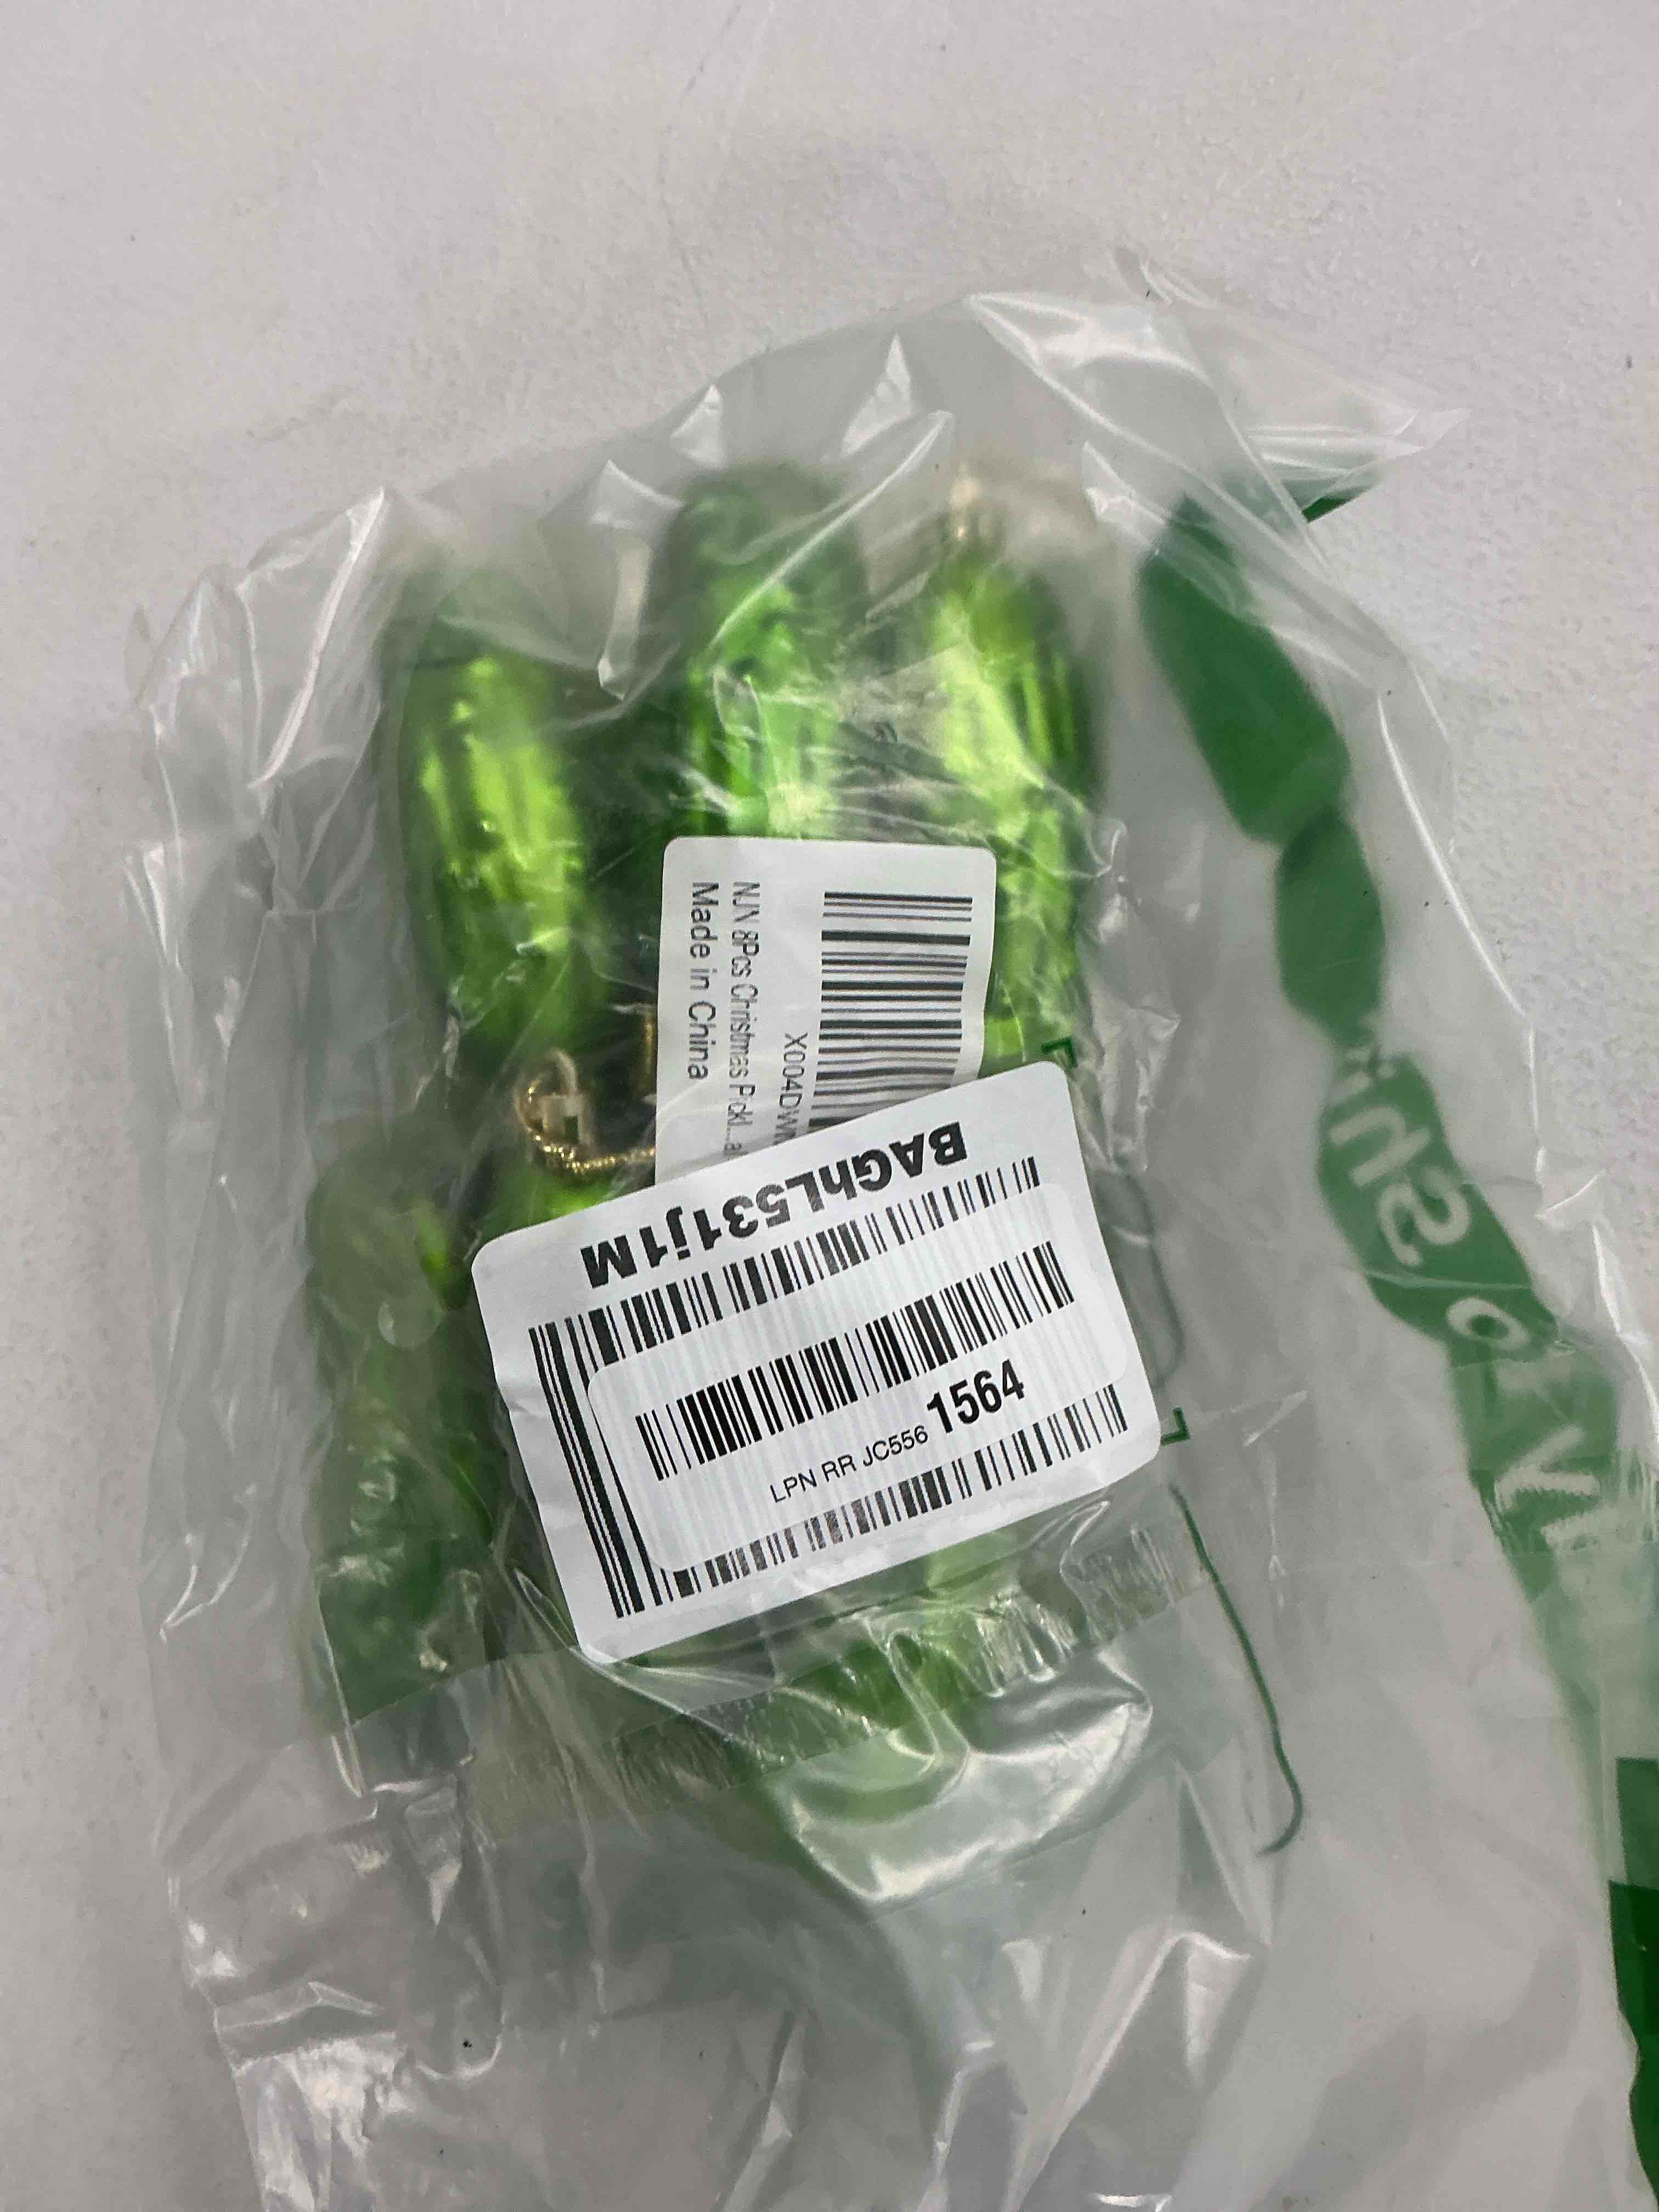 X004DW
NJN 8Pcs Christmas Pickl...a
Made in China
BAGhL531j1M
LPN RR JC556 1564